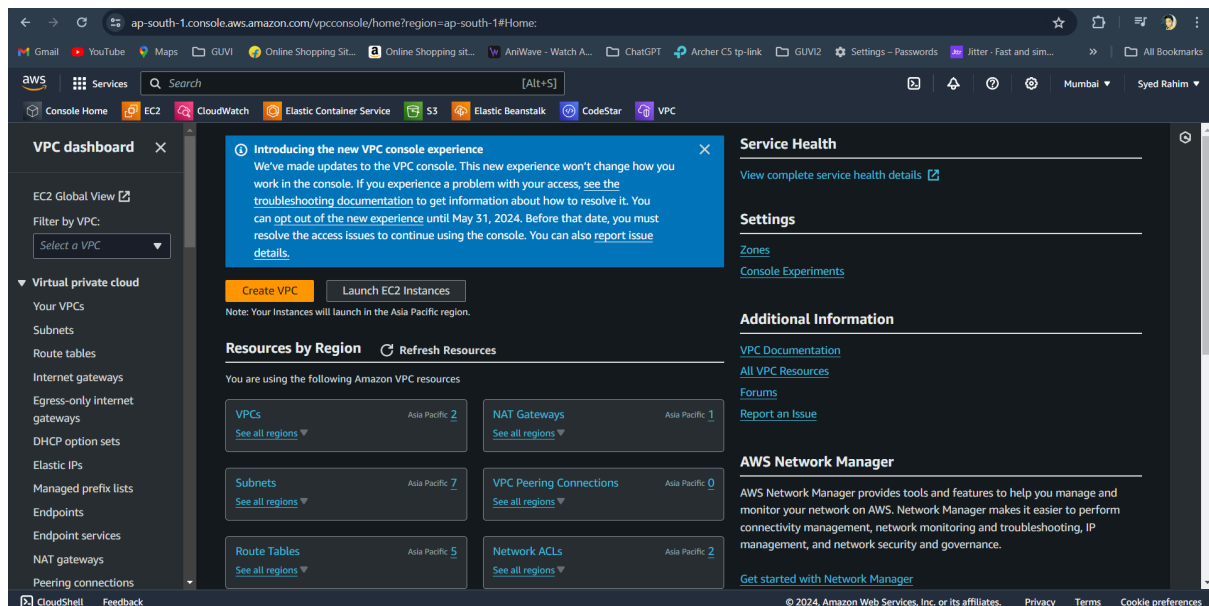 ap-south-1.console.aws.amazon.com/vpcconsole/home?region=ap-south-1#Home:
Gmail YouTube Maps GUVI Online Shopping Sit... Online Shopping sit... AniWave - Watch A... ChatGPT Archer C5 tp-link GUVI2 Settings – Passwords Jitter - Fast and sim... » All Bookmarks
aws Services Search [Alt+S] Mumbai Syed Rahim
Console Home EC2 CloudWatch Elastic Container Service S3 Elastic Beanstalk CodeStar VPC
VPC dashboard
EC2 Global View
Filter by VPC:
Select a VPC
Virtual private cloud
Your VPCs
Subnets
Route tables
Internet gateways
Egress-only internet
gateways
DHCP option sets
Elastic IPs
Managed prefix lists
Endpoints
Endpoint services
NAT gateways
Peering connections
Introducing the new VPC console experience
We've made updates to the VPC console. This new experience won't change how you
work in the console. If you experience a problem with your access, see the
troubleshooting documentation to get information about how to resolve it. You
can opt out of the new experience until May 31, 2024. Before that date, you must
resolve the access issues to continue using the console. You can also report issue
details.
Create VPC Launch EC2 Instances
Note: Your Instances will launch in the Asia Pacific region.
Resources by Region Refresh Resources
You are using the following Amazon VPC resources
VPCs Asia Pacific 2
See all regions
NAT Gateways Asia Pacific 1
See all regions
Subnets Asia Pacific 7
See all regions
VPC Peering Connections Asia Pacific 0
See all regions
Route Tables Asia Pacific 5
See all regions
Network ACLs Asia Pacific 2
See all regions
Service Health
View complete service health details
Settings
Zones
Console Experiments
Additional Information
VPC Documentation
All VPC Resources
Forums
Report an Issue
AWS Network Manager
AWS Network Manager provides tools and features to help you manage and
monitor your network on AWS. Network Manager makes it easier to perform
connectivity management, network monitoring and troubleshooting, IP
management, and network security and governance.
Get started with Network Manager
CloudShell Feedback © 2024, Amazon Web Services, Inc. or its affiliates. Privacy Terms Cookie preferences